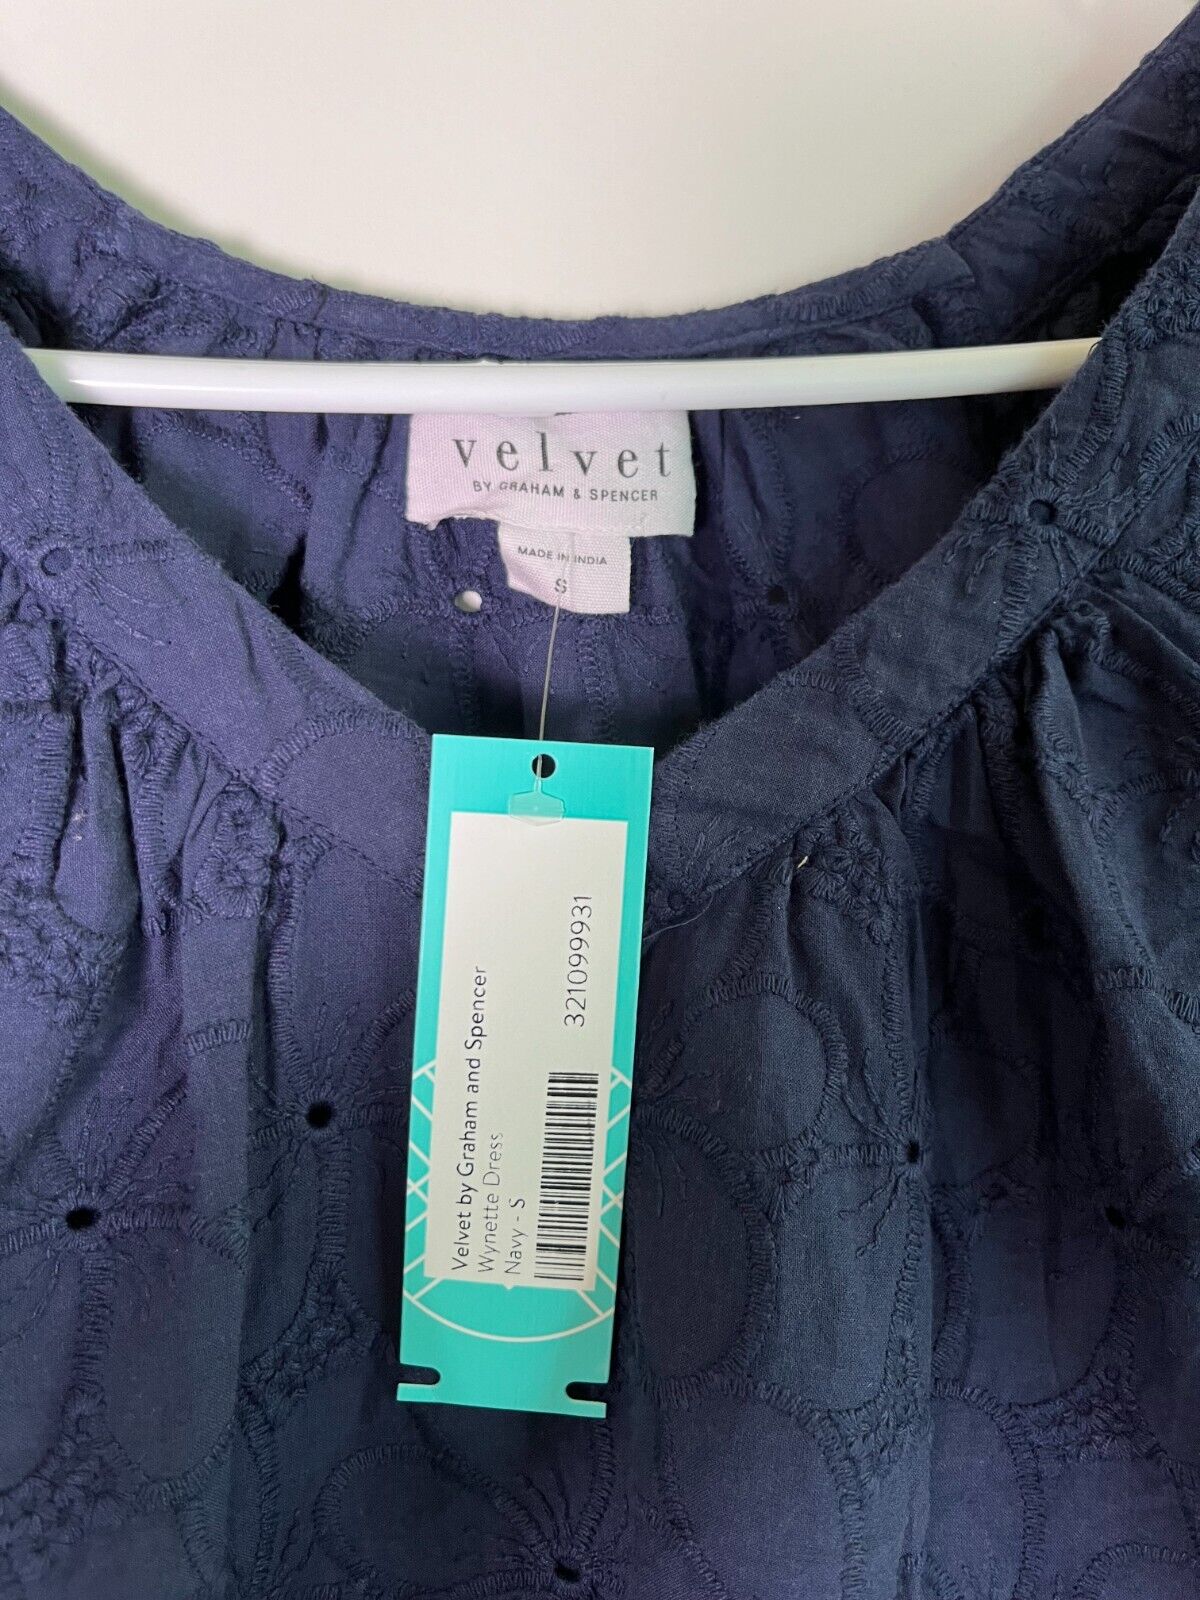 velvet
BY GRAHAM & SPENCER
MADE IN INDIA
S
Velvet by Graham and Spencer
Wynette Dress
Navy - S
321099931